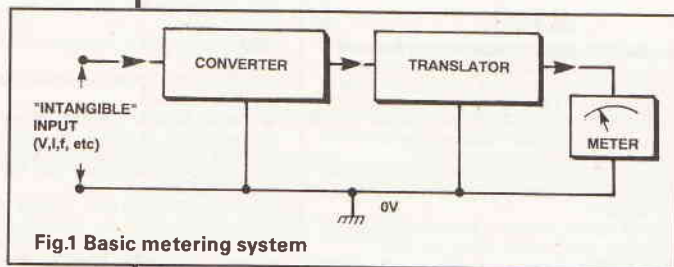 CONVERTER
TRANSLATOR
"INTANGIBLE"
INPUT
(V,I,f, etc)
METER
0V
Fig.1 Basic metering system